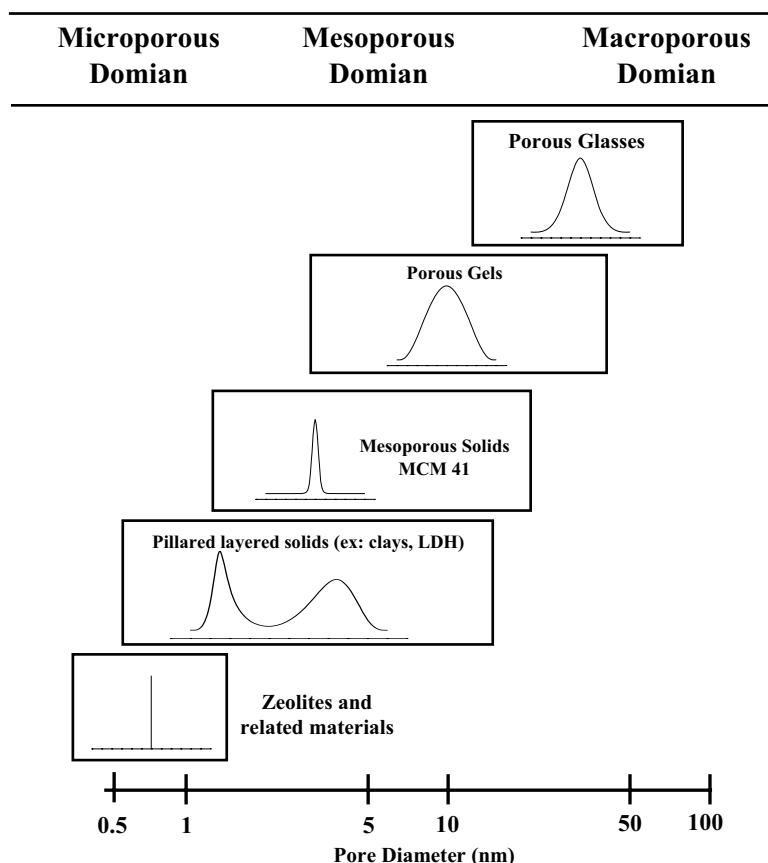 Microporous Mesoporous Macroporous
Domian Domian Domian
Porous Glasses
Porous Gels
Mesoporous Solids
MCM 41
Pillared layered solids (ex: clays, LDH)
Zeolites and
related materials
0.5 1 5 10 50 100
Pore Diameter (nm)